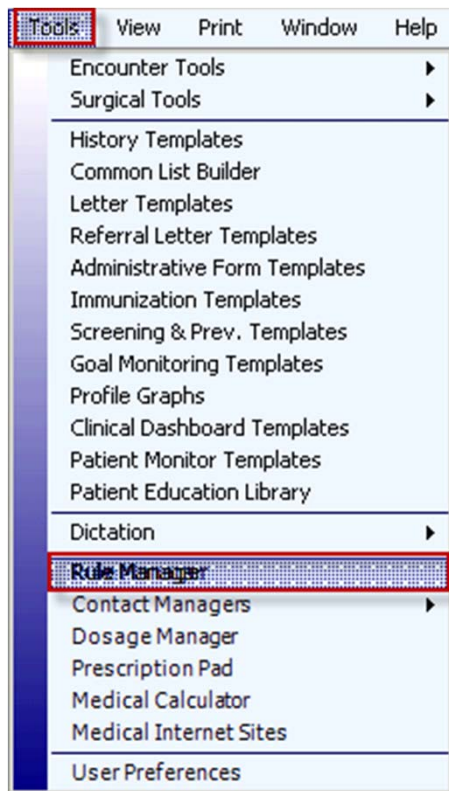 Tools View Print Window Help
Encounter Tools
Surgical Tools
History Templates
Common List Builder
Letter Templates
Referral Letter Templates
Administrative Form Templates
Immunization Templates
Screening & Prev. Templates
Goal Monitoring Templates
Profile Graphs
Clinical Dashboard Templates
Patient Monitor Templates
Patient Education Library
Dictation
Rule Manager
Contact Managers
Dosage Manager
Prescription Pad
Medical Calculator
Medical Internet Sites
User Preferences